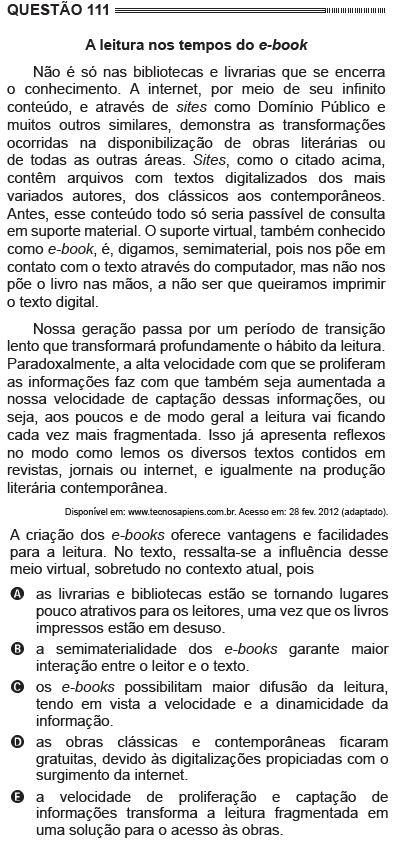 QUESTÃO 111
A leitura nos tempos do e-book
Não é só nas bibliotecas e livrarias que se encerra
o conhecimento. A internet, por meio de seu infinito
conteúdo, e através de sites como Domínio Público e
muitos outros similares, demonstra as transformações
ocorridas na disponibilização de obras literárias ou
de todas as outras áreas. Sites, como o citado acima,
contêm arquivos com textos digitalizados dos mais
variados autores, dos clássicos aos contemporâneos.
Antes, esse conteúdo todo só seria passível de consulta
em suporte material. O suporte virtual, também conhecido
como e-book, é, digamos, semimaterial, pois nos põe em
contato com o texto através do computador, mas não nos
põe o livro nas mãos, a não ser que queiramos imprimir
o texto digital.
Nossa geração passa por um período de transição
lento que transformará profundamente o hábito da leitura.
Paradoxalmente, a alta velocidade com que se proliferam
as informações faz com que também seja aumentada a
nossa velocidade de captação dessas informações, ou
seja, aos poucos e de modo geral a leitura vai ficando
cada vez mais fragmentada. Isso já apresenta reflexos
no modo como lemos os diversos textos contidos em
revistas, jornais ou internet, e igualmente na produção
literária contemporânea.
Disponível em: www.tecnosapiens.com.br. Acesso em: 28 fev. 2012 (adaptado).
A criação dos e-books oferece vantagens e facilidades
para a leitura. No texto, ressalta-se a influência desse
meio virtual, sobretudo no contexto atual, pois
A as livrarias e bibliotecas estão se tornando lugares
pouco atrativos para os leitores, uma vez que os livros
impressos estão em desuso.
B a semimaterialidade dos e-books garante maior
interação entre o leitor e o texto.
C os e-books possibilitam maior difusão da leitura,
tendo em vista a velocidade e a dinamicidade da
informação.
D as obras clássicas e contemporâneas ficaram
gratuitas, devido às digitalizações propiciadas com o
surgimento da internet.
E a velocidade de proliferação e captação de
informações transforma a leitura fragmentada em
uma solução para o acesso às obras.